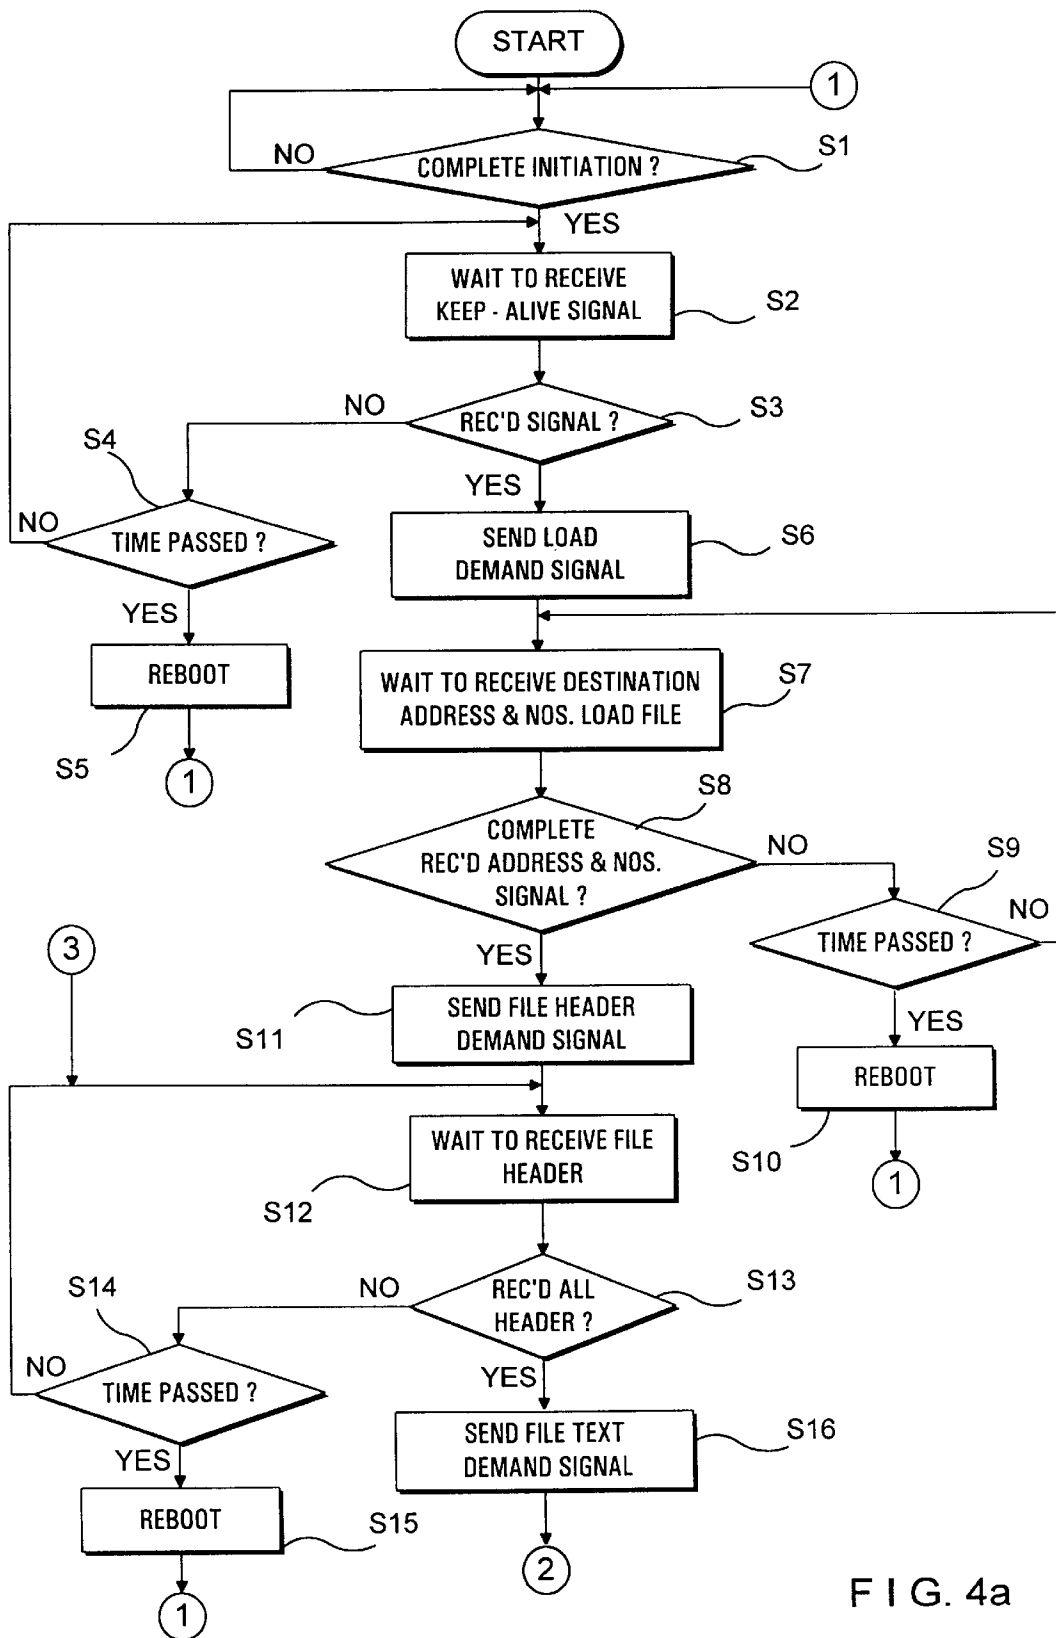 START
1
NO
COMPLETE INITIATION ?
S1
YES
WAIT TO RECEIVE
KEEP - ALIVE SIGNAL
S2
NO
REC'D SIGNAL ?
S3
S4
YES
NO
TIME PASSED ?
SEND LOAD
DEMAND SIGNAL
S6
YES
REBOOT
WAIT TO RECEIVE DESTINATION
ADDRESS & NOS. LOAD FILE
S7
S5
1
S8
COMPLETE
REC'D ADDRESS & NOS.
SIGNAL ?
NO
S9
TIME PASSED ?
NO
3
YES
SEND FILE HEADER
DEMAND SIGNAL
S11
YES
REBOOT
WAIT TO RECEIVE FILE
HEADER
S10
S12
1
S14
NO
REC'D ALL
HEADER ?
S13
NO
TIME PASSED ?
YES
SEND FILE TEXT
DEMAND SIGNAL
S16
YES
REBOOT
S15
2
1
FIG. 4a